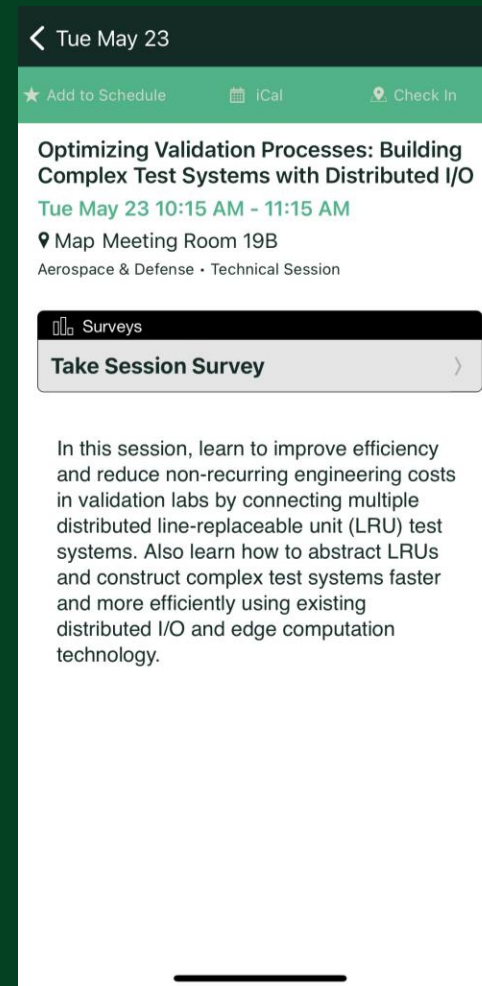 Tue May 23
Add to Schedule
iCal
Check In
Optimizing Validation Processes: Building
Complex Test Systems with Distributed I/O
Tue May 23 10:15 AM - 11:15 AM
Map Meeting Room 19B
Aerospace & Defense • Technical Session
Surveys
Take Session Survey
In this session, learn to improve efficiency
and reduce non-recurring engineering costs
in validation labs by connecting multiple
distributed line-replaceable unit (LRU) test
systems. Also learn how to abstract LRUs
and construct complex test systems faster
and more efficiently using existing
distributed I/O and edge computation
technology.